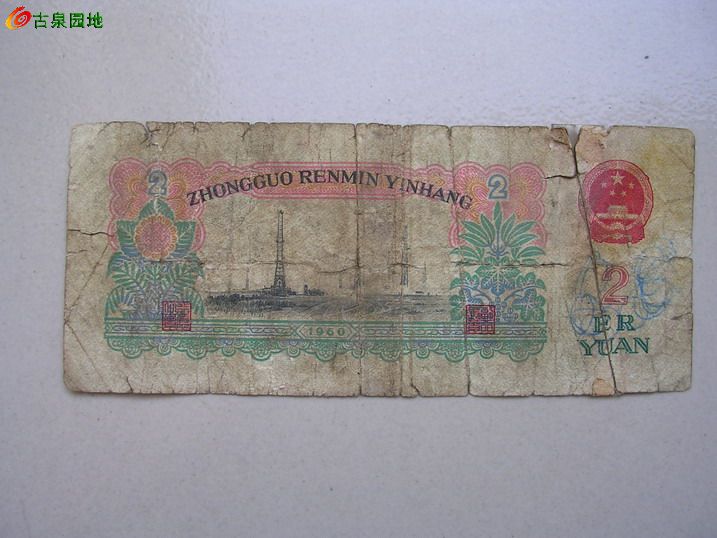 古泉园地
2
ZHONGGUO RENMIN YINHANG
2
1960
2
ER
YUAN